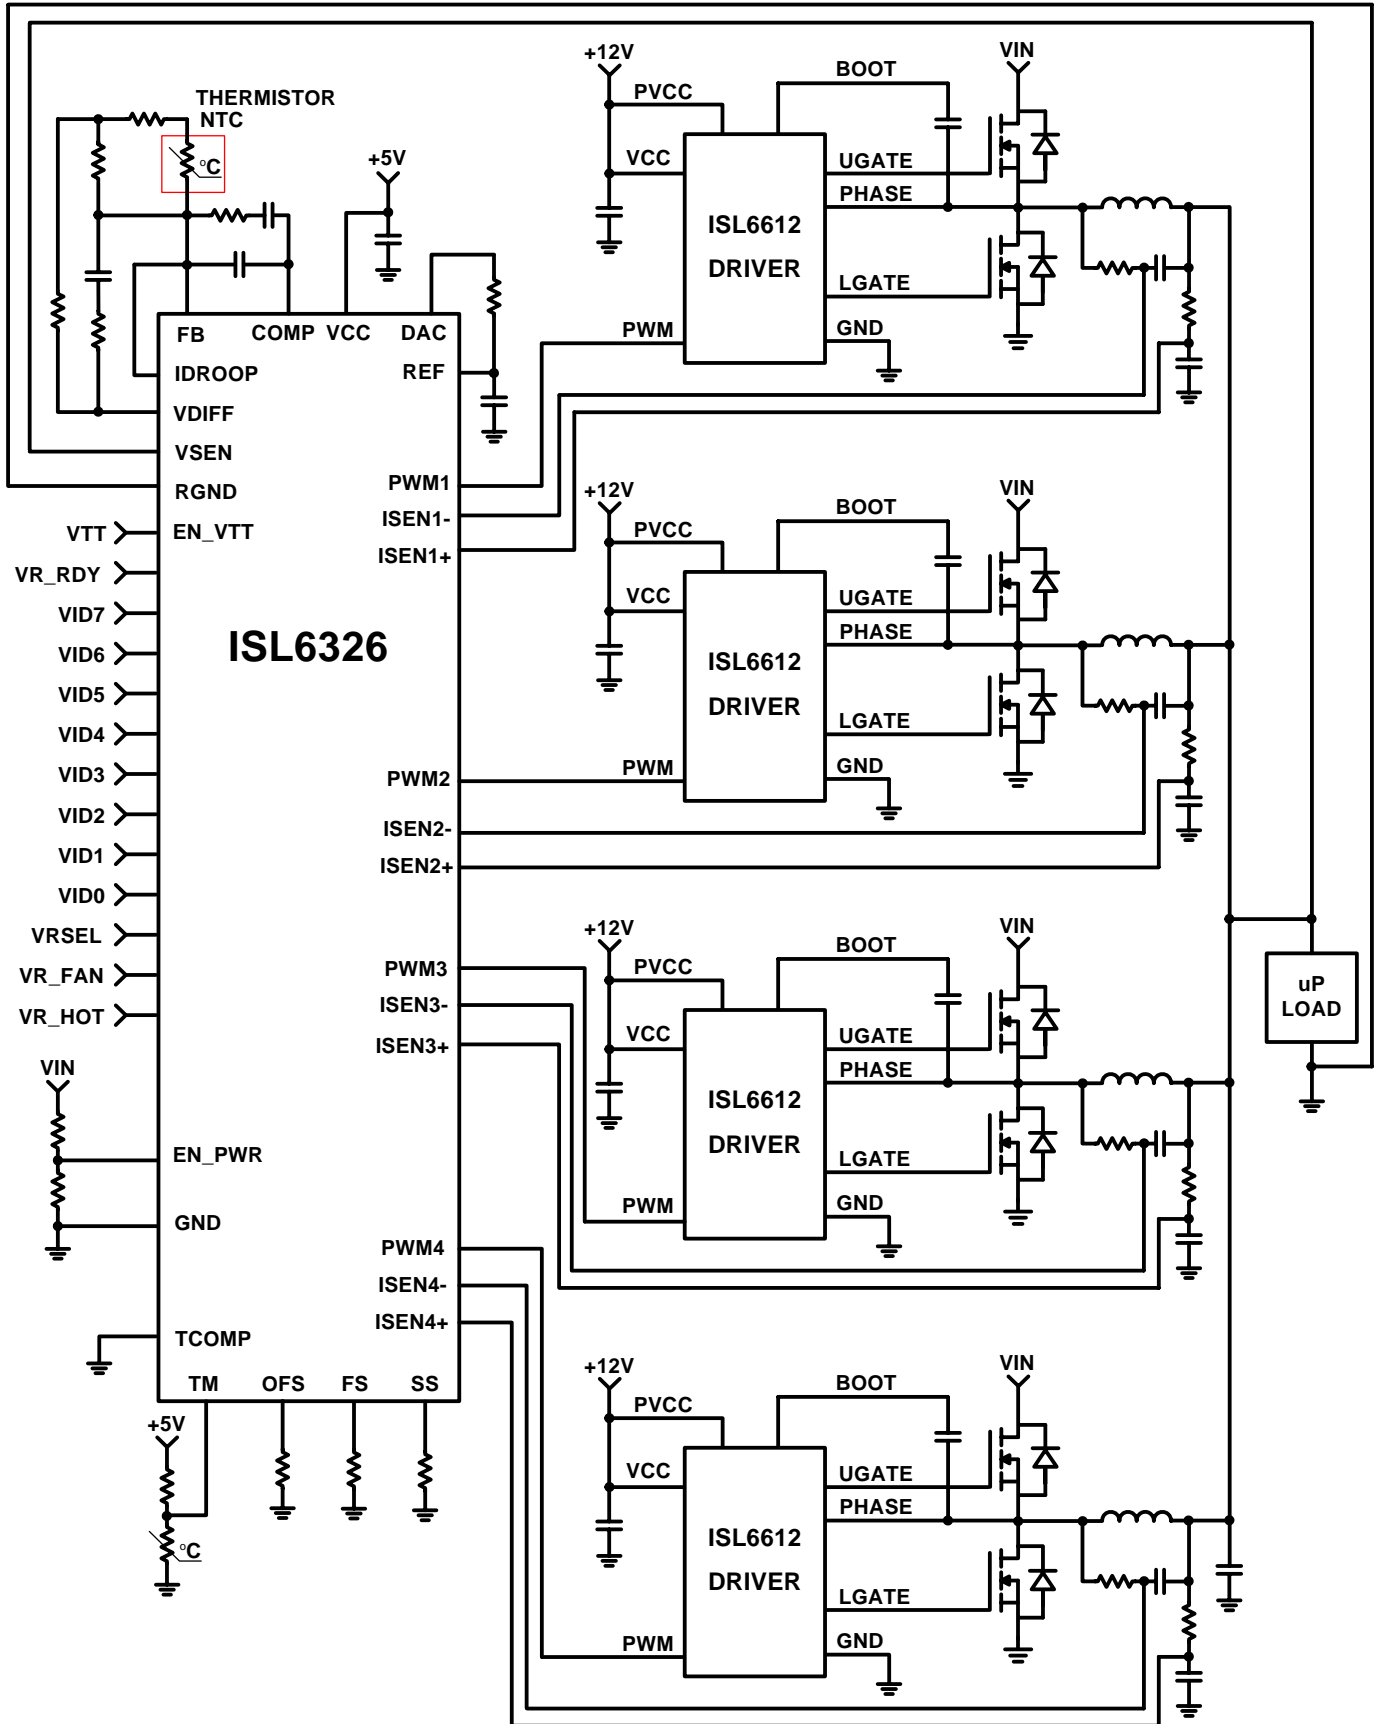 THERMISTOR
NTC
°C
+5V
FB
COMP
VCC
DAC
IDROOP
REF
VDIFF
VSEN
RGND
PWM1
ISEN1-
ISEN1+
VTT
EN_VTT
VR_RDY
VID7
VID6
VID5
VID4
VID3
VID2
VID1
VID0
VRSEL
VR_FAN
VR_HOT
ISL6326
PWM2
ISEN2-
ISEN2+
PWM3
ISEN3-
ISEN3+
VIN
EN_PWR
GND
PWM4
ISEN4-
ISEN4+
TCOMP
TM
OFS
FS
SS
+5V
°C
+12V
VIN
PVCC
BOOT
VCC
UGATE
PHASE
ISL6612
DRIVER
LGATE
PWM
GND
+12V
VIN
PVCC
BOOT
VCC
UGATE
PHASE
ISL6612
DRIVER
LGATE
PWM
GND
+12V
VIN
PVCC
BOOT
VCC
UGATE
PHASE
ISL6612
DRIVER
LGATE
PWM
GND
+12V
VIN
PVCC
BOOT
VCC
UGATE
PHASE
ISL6612
DRIVER
LGATE
PWM
GND
uP
LOAD